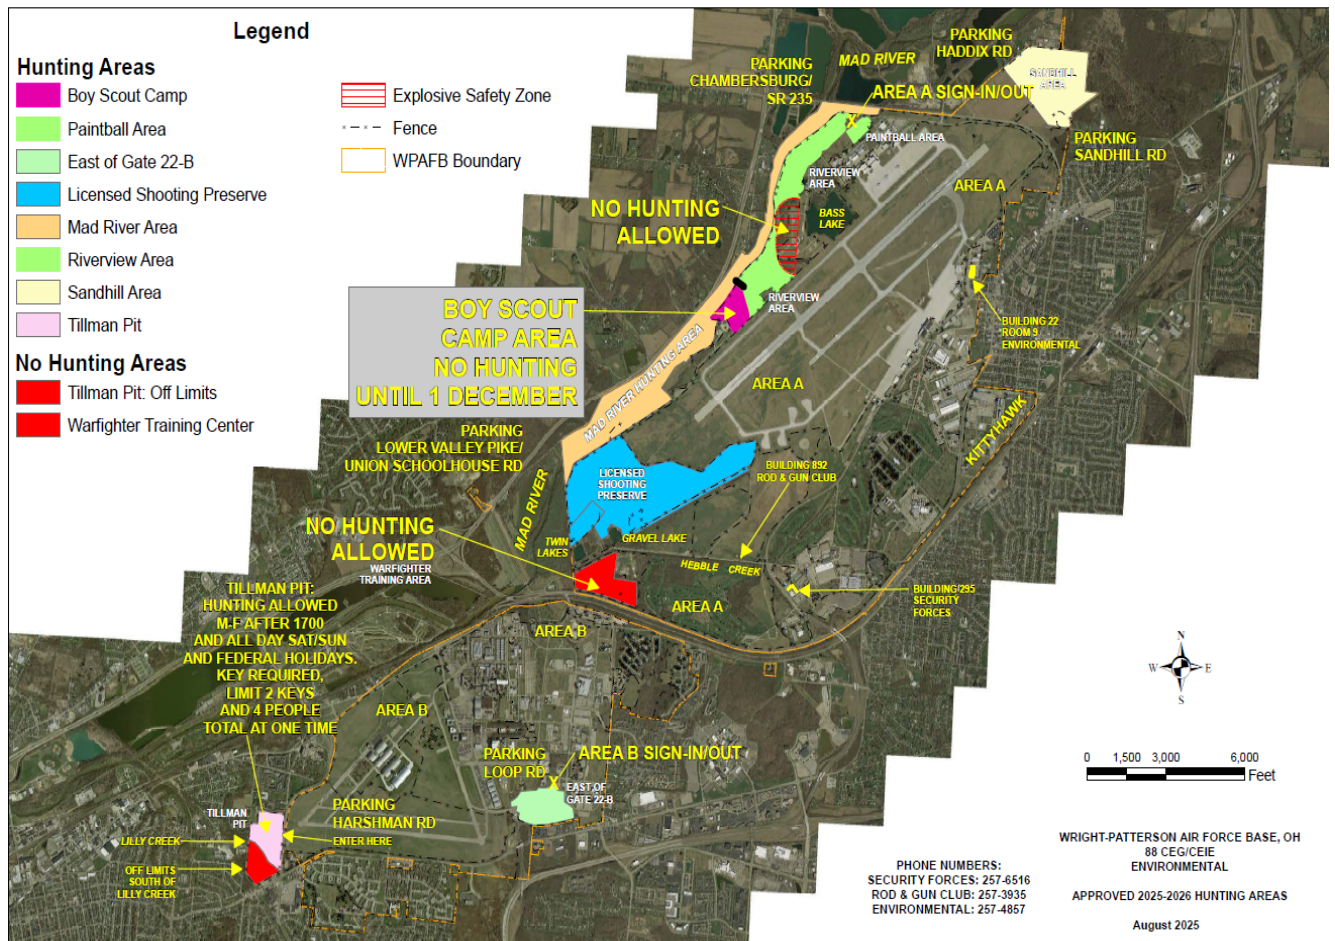 Legend
Hunting Areas
Boy Scout Camp
Paintball Area
East of Gate 22-B
Licensed Shooting Preserve
Mad River Area
Riverview Area
Sandhill Area
Tillman Pit
No Hunting Areas
Tillman Pit: Off Limits
Warfighter Training Center
Explosive Safety Zone
Fence
WPAFB Boundary
PARKING
HADDIX RD
MAD RIVER
PARKING
CHAMBERSBURG/
SR 235
AREA A SIGN-IN/OUT
SANDHILL
AREA
PAINTBALL AREA
PARKING
SANDHILL RD
RIVERVIEW
AREA
AREA A
NO HUNTING
ALLOWED
BASS
LAKE
RIVERVIEW
AREA
BUILDING 22
ROOM 9
ENVIRONMENTAL
BOY SCOUT
CAMP AREA
NO HUNTING
UNTIL 1 DECEMBER
MAD RIVER HUNTING AREA
AREA A
KITTYHAWK
PARKING
LOWER VALLEY PIKE/
UNION SCHOOLHOUSE RD
MAD RIVER
LICENSED
SHOOTING
PRESERVE
BUILDING 892
ROD & GUN CLUB
NO HUNTING
ALLOWED
WARFIGHTER
TRAINING AREA
TWIN
LAKES
GRAVEL LAKE
HEBBLE CREEK
BUILDING/295
SECURITY
FORCES
AREA A
AREA B
TILLMAN PIT:
HUNTING ALLOWED
M-F AFTER 1700
AND ALL DAY SAT/SUN
AND FEDERAL HOLIDAYS.
KEY REQUIRED,
LIMIT 2 KEYS
AND 4 PEOPLE
TOTAL AT ONE TIME
AREA B
PARKING
LOOP RD
AREA B SIGN-IN/OUT
X
X
EAST OF
GATE 22-B
TILLMAN
PIT
PARKING
HARSHMAN RD
LILLY CREEK
ENTER HERE
OFF LIMITS
SOUTH OF
LILLY CREEK
N
W E
S
0 1,500 3,000 6,000
Feet
PHONE NUMBERS:
SECURITY FORCES: 257-6516
ROD & GUN CLUB: 257-3935
ENVIRONMENTAL: 257-4857
WRIGHT-PATTERSON AIR FORCE BASE, OH
88 CEG/CEIE
ENVIRONMENTAL
APPROVED 2025-2026 HUNTING AREAS
August 2025